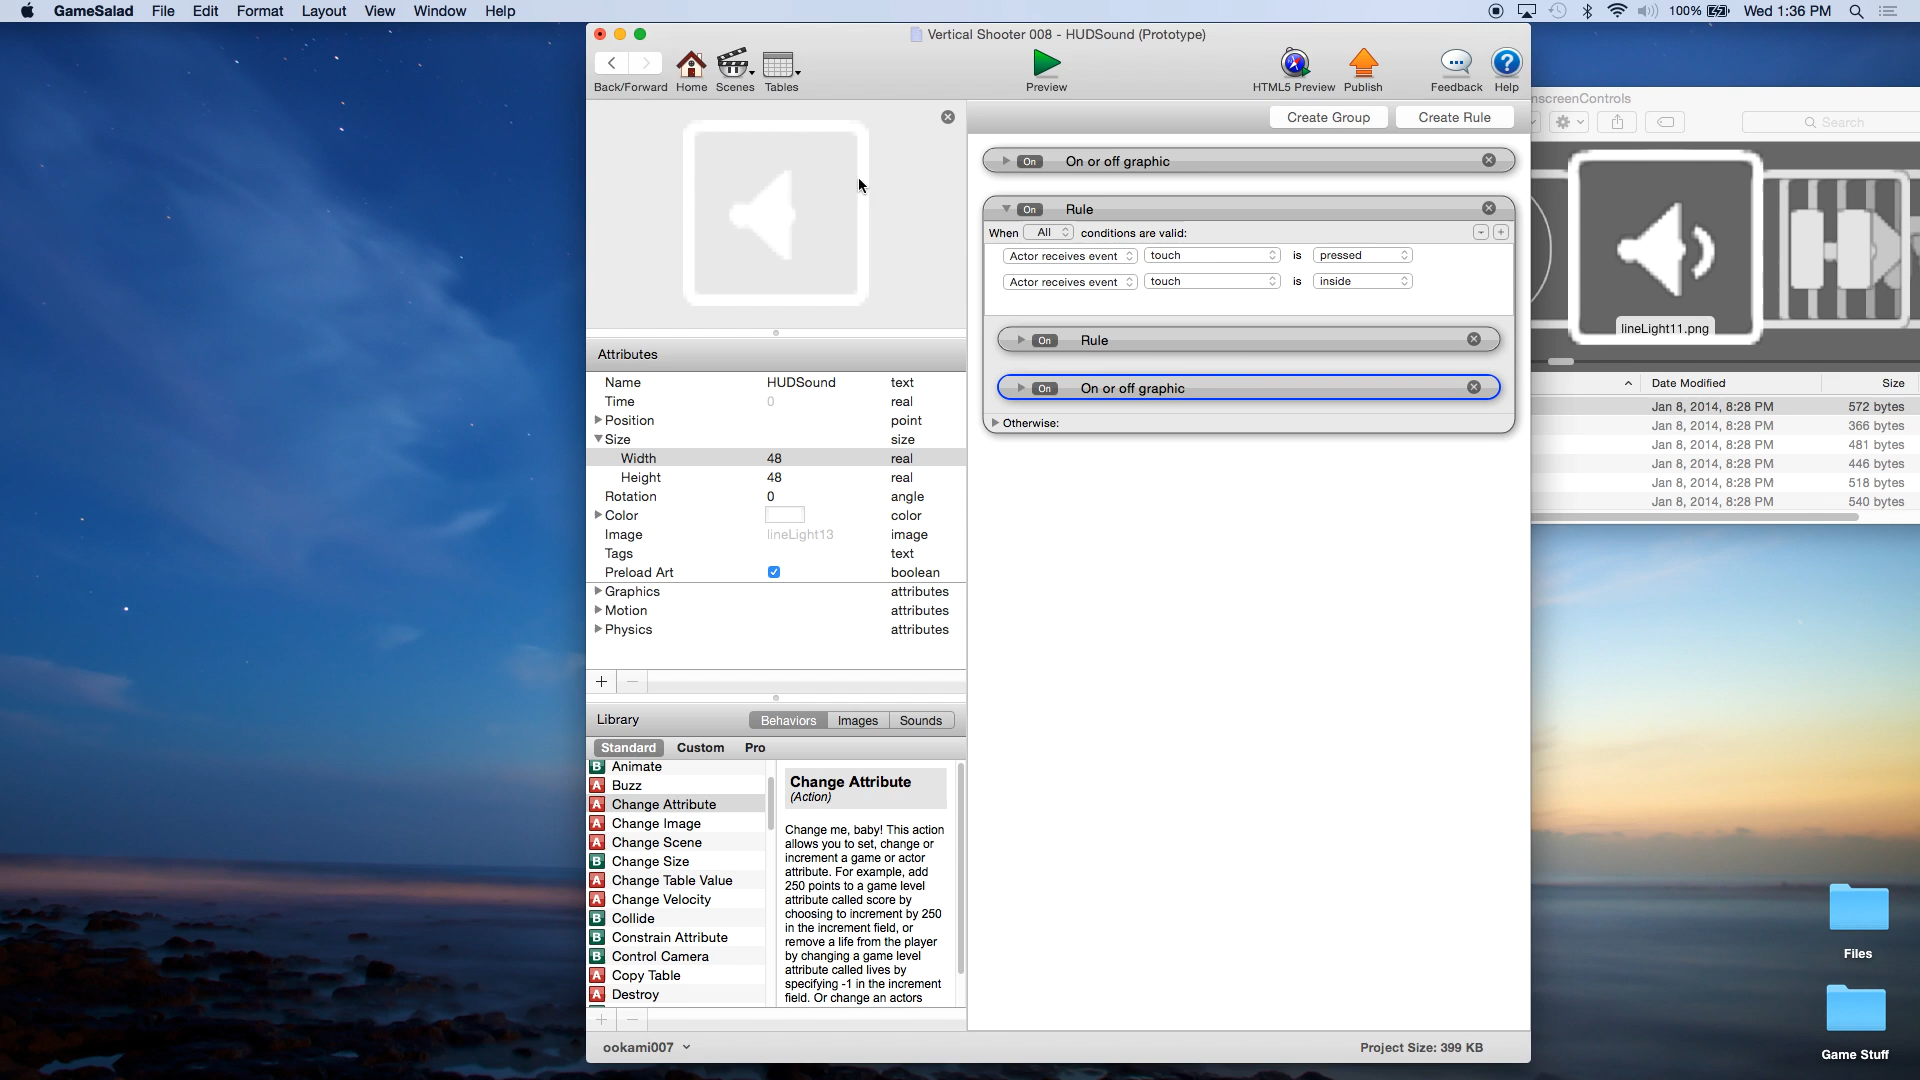 GameSalad File Edit Format Layout View Window Help
100% Wed 1:36 PM
Vertical Shooter 008 - HUDSound (Prototype)
Back/Forward Home Scenes Tables Preview HTML5 Preview Publish Feedback Help
Create Group Create Rule
On On or off graphic
On Rule
When All conditions are valid:
Actor receives event touch is pressed
Actor receives event touch is inside
On Rule
On On or off graphic
Otherwise:
Attributes
Name HUDSound text
Time 0 real
Position point
Size size
Width 48 real
Height 48 real
Rotation 0 angle
Color color
Image lineLight13 image
Tags text
Preload Art boolean
Graphics attributes
Motion attributes
Physics attributes
Library Behaviors Images Sounds
Standard Custom Pro
B Animate
A Buzz
A Change Attribute
A Change Image
A Change Scene
B Change Size
A Change Table Value
A Change Velocity
B Collide
B Constrain Attribute
B Control Camera
A Copy Table
A Destroy
Change Attribute
(Action)
Change me, baby! This action
allows you to set, change or
increment a game or actor
attribute. For example, add
250 points to a game level
attribute called score by
choosing to increment by 250
in the increment field, or
remove a life from the player
by changing a game level
attribute called lives by
specifying -1 in the increment
field. Or change an actors
ookami007
Project Size: 399 KB
nscreenControls
Search
lineLight11.png
Date Modified Size
Jan 8, 2014, 8:28 PM 572 bytes
Jan 8, 2014, 8:28 PM 366 bytes
Jan 8, 2014, 8:28 PM 481 bytes
Jan 8, 2014, 8:28 PM 446 bytes
Jan 8, 2014, 8:28 PM 518 bytes
Jan 8, 2014, 8:28 PM 540 bytes
Files
Game Stuff